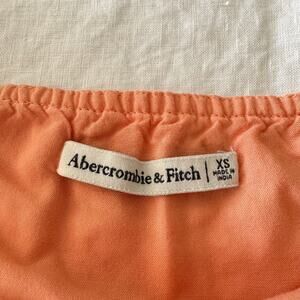 Abercrombie & Fitch
XS
MADE IN
INDIA